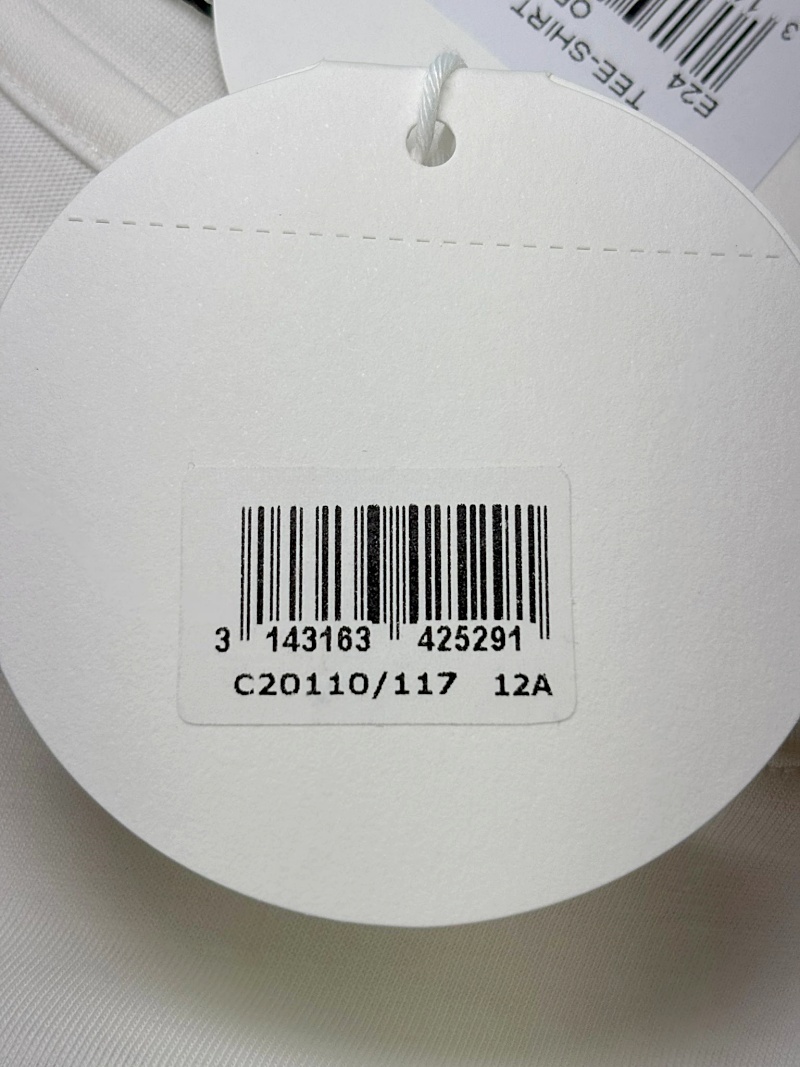 TEE-SHIRT
E24
3 143163 425291
C20110/117 12A